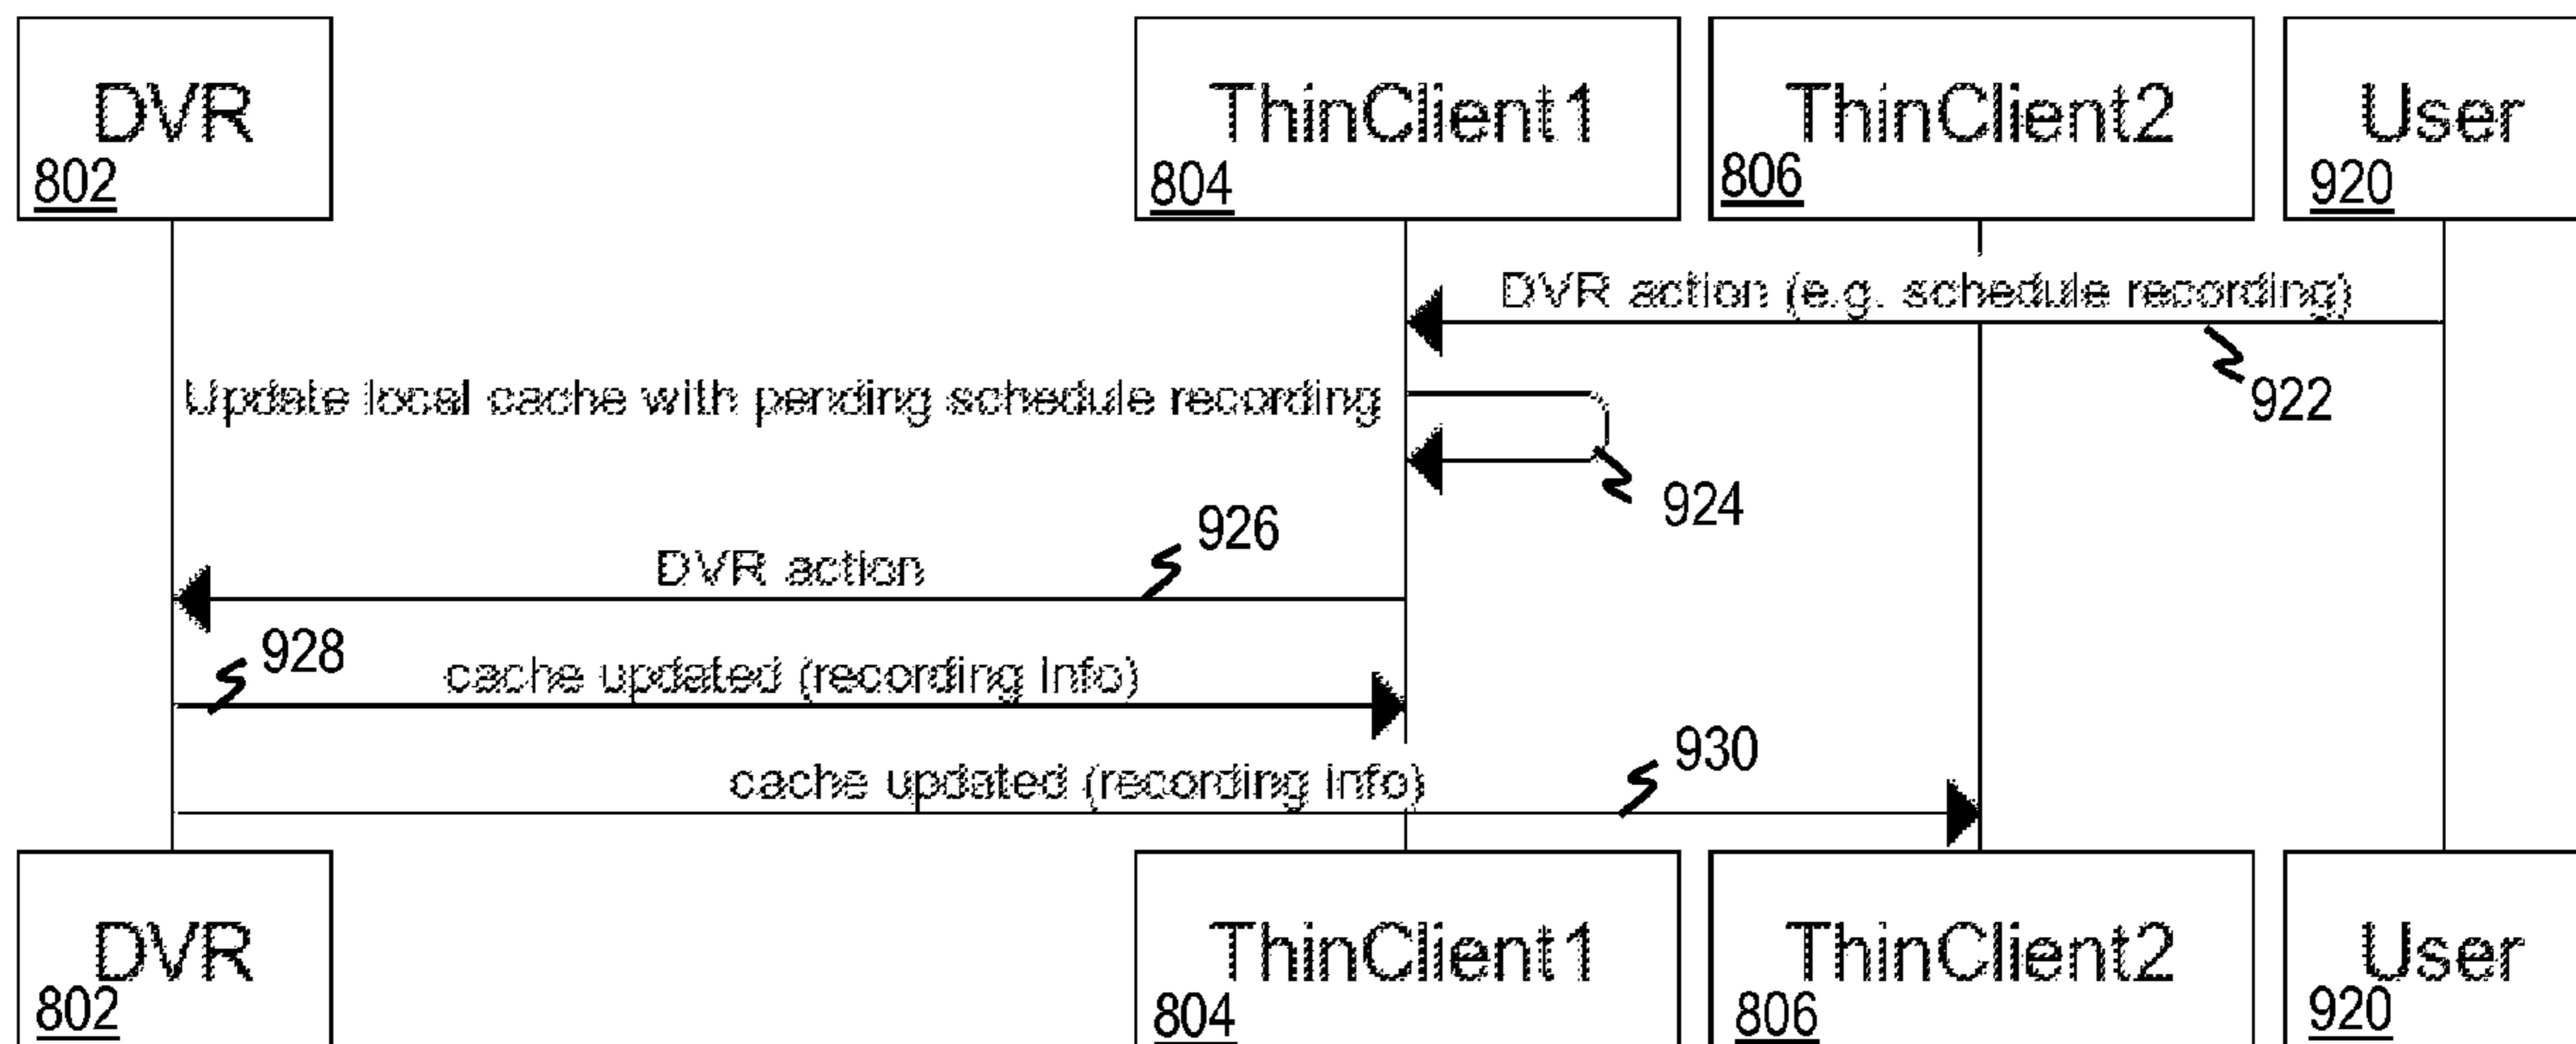 DVR ThinClient1 ThinClient2 User
802 804 806 920
DVR action (e.g. schedule recording)
922
Update local cache with pending schedule recording
924
926
DVR action
928
cache updated (recording info)
930
cache updated (recording info)
DVR ThinClient1 ThinClient2 User
802 804 806 920